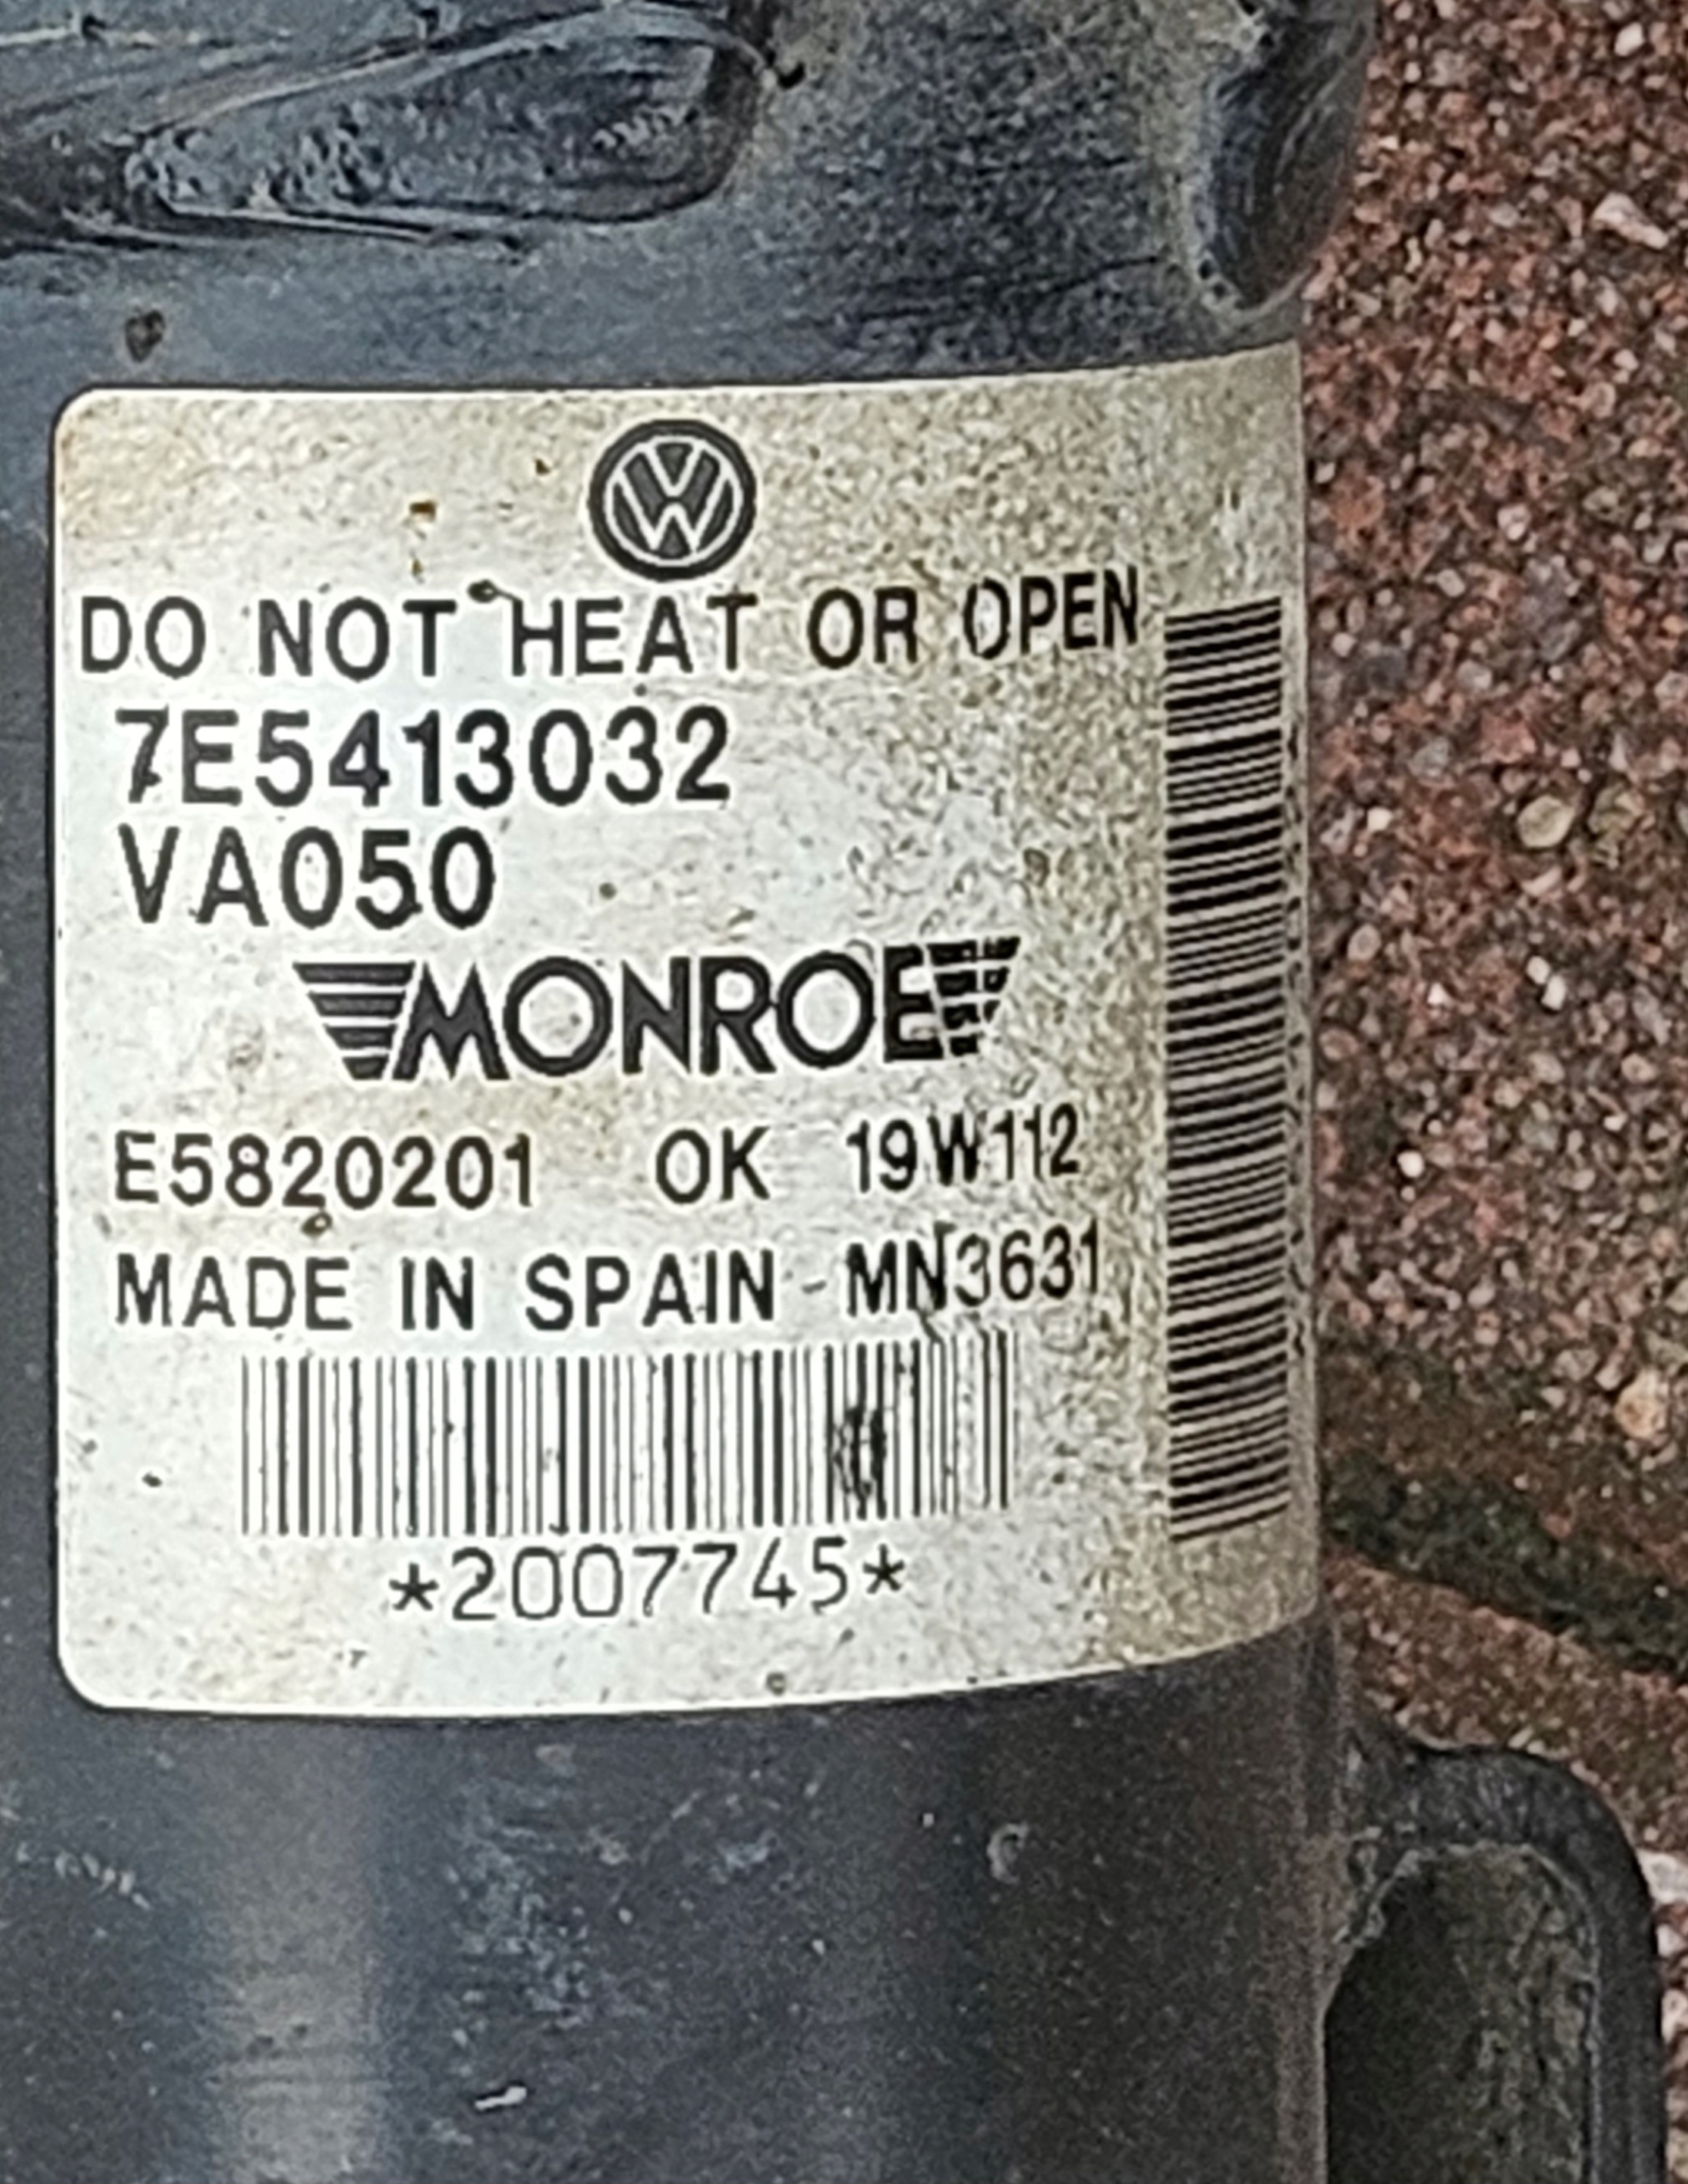 DO NOT HEAT OR OPEN
7E5413032
VA050
MONROE
E5820201 OK 19W112
MADE IN SPAIN MN3631
*2007745*